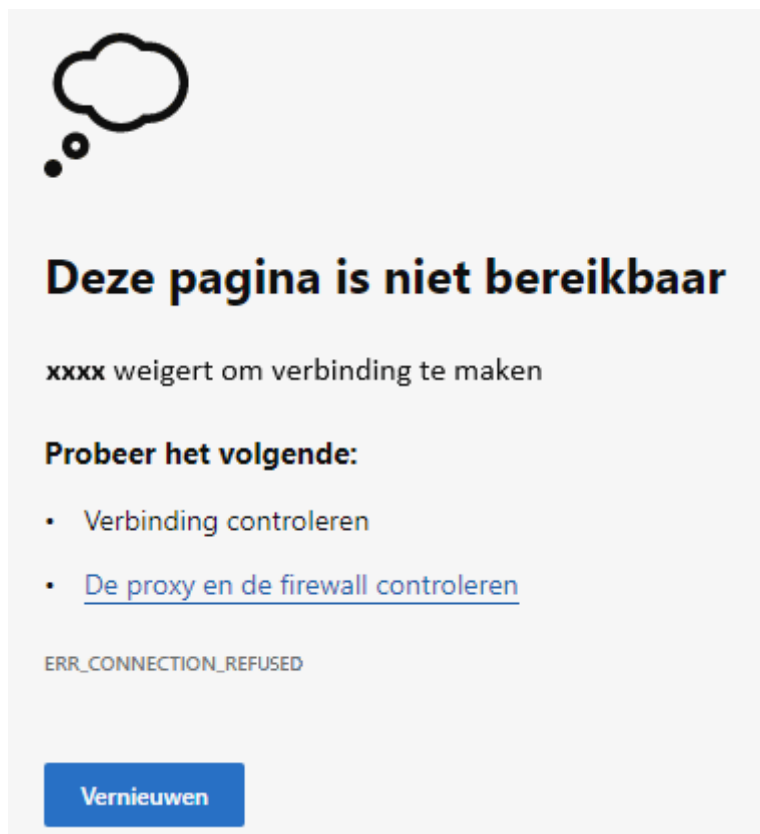 Deze pagina is niet bereikbaar
xxxx weigert om verbinding te maken
Probeer het volgende:
• Verbinding controleren
• De proxy en de firewall controleren
ERR_CONNECTION_REFUSED
Vernieuwen